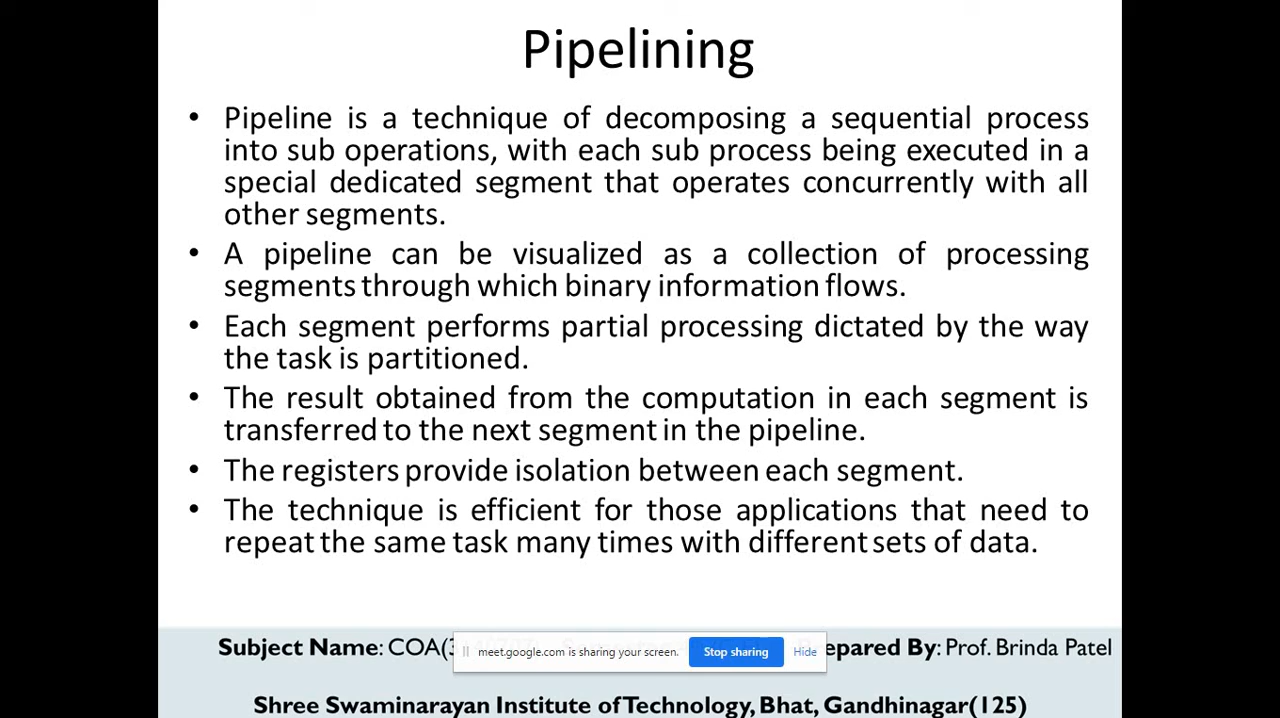 Pipelining
• Pipeline is a technique of decomposing a sequential process
into sub operations, with each sub process being executed in a
special dedicated segment that operates concurrently with all
other segments.
• A pipeline can be visualized as a collection of processing
segments through which binary information flows.
• Each segment performs partial processing dictated by the way
the task is partitioned.
• The result obtained from the computation in each segment is
transferred to the next segment in the pipeline.
• The registers provide isolation between each segment.
• The technique is efficient for those applications that need to
repeat the same task many times with different sets of data.
Subject Name: COA( By: Prof. Brinda Patel
meet.google.com is sharing your screen. Stop sharing Hide
Shree Swaminarayan Institute of Technology, Bhat, Gandhinagar(125)